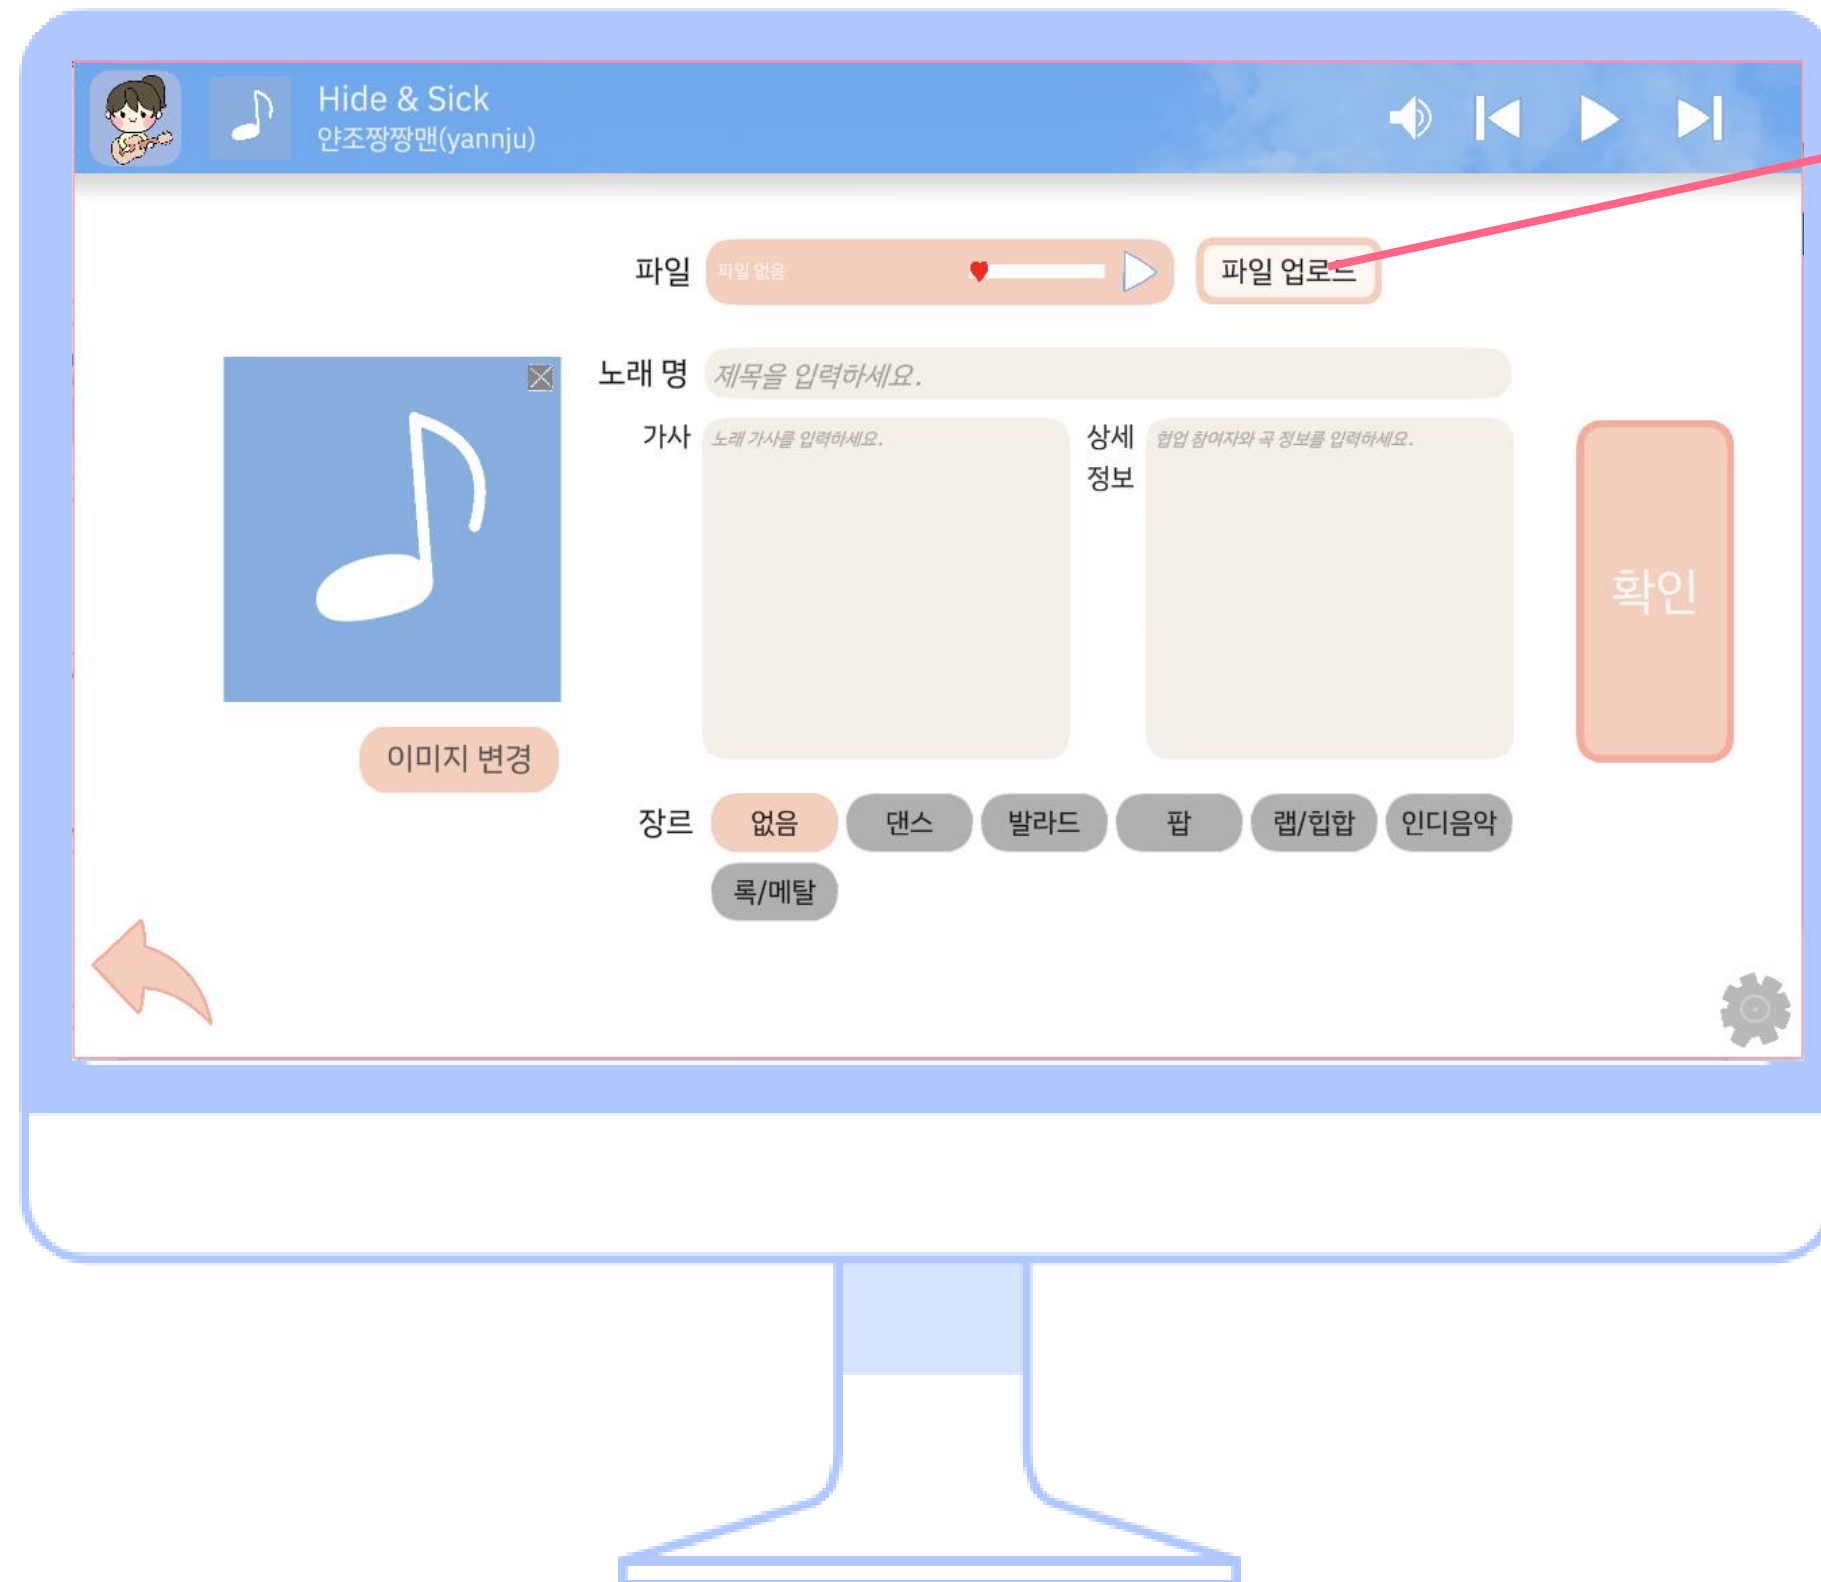 Hide & Sick
얀조짱짱맨(yannju)
파일
파일 없음
파일 업로드
노래 명
제목을 입력하세요.
가사
노래 가사를 입력하세요.
상세
정보
협업 참여자와 곡 정보를 입력하세요.
확인
이미지 변경
장르
없음
댄스
발라드
팝
랩/힙합
인디음악
록/메탈